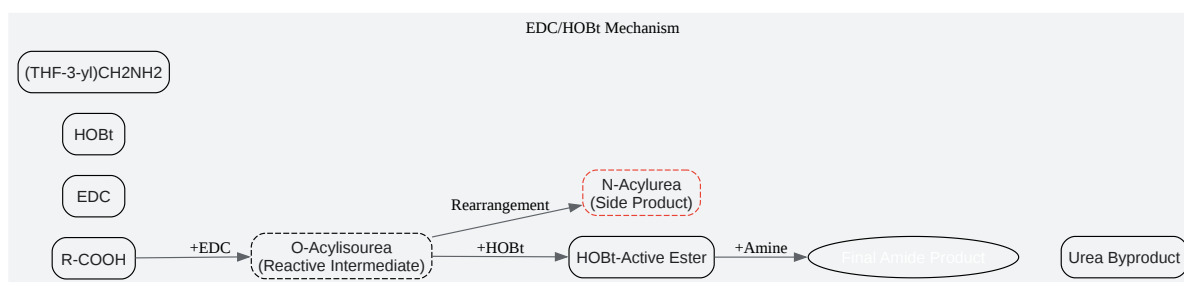 EDC/HOBt Mechanism
(THF-3-yl)CH2NH2
HOBt
EDC
N-Acylurea
(Side Product)
Rearrangement
R-COOH
+EDC
O-Acylisourea
(Reactive Intermediate)
+HOBt
HOBt-Active Ester
+Amine
Final Amide Product
Urea Byproduct